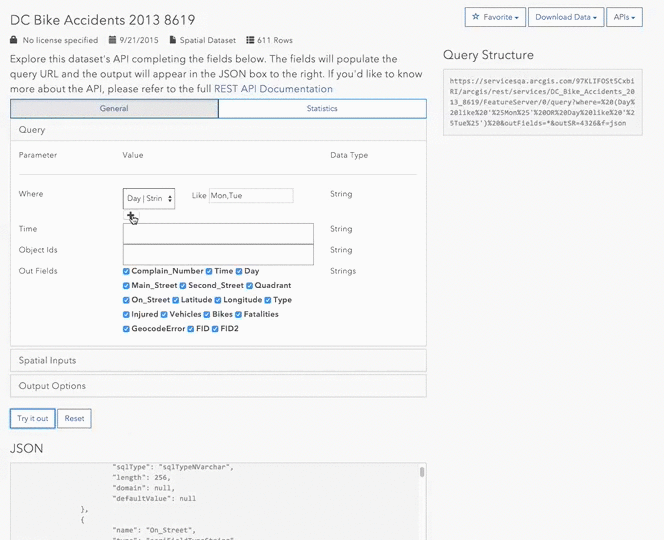 DC Bike Accidents 2013 8619
Favorite
Download Data
APIs
No license specified 9/21/2015 Spatial Dataset 611 Rows
Explore this dataset's API completing the fields below. The fields will populate the
query URL and the output will appear in the JSON box to the right. If you'd like to know
more about the API, please refer to the full REST API Documentation
Query Structure
https://servicesqa.arcgis.com/97KLIFOSt5Cxbi
RI/arcgis/rest/services/DC_Bike_Accidents_20
13_8619/FeatureServer/0/query?where=%20(Day%
20like%20'%25Mon%25'%20OR%20Day%20like%20'%2
5Tue%25')%20&outFields=*&outSR=4326&f=json
General Statistics
Query
Parameter Value Data Type
Where Day | Strin Like Mon,Tue String
Time String
Object Ids String
Out Fields Complain_Number Time Day Strings
Main_Street Second_Street Quadrant
On_Street Latitude Longitude Type
Injured Vehicles Bikes Fatalities
GeocodeError FID FID2
Spatial Inputs
Output Options
Try it out Reset
JSON
"sqlType": "sqlTypeNVarchar",
"length": 256,
"domain": null,
"defaultValue": null
},
{
"name": "On_Street",